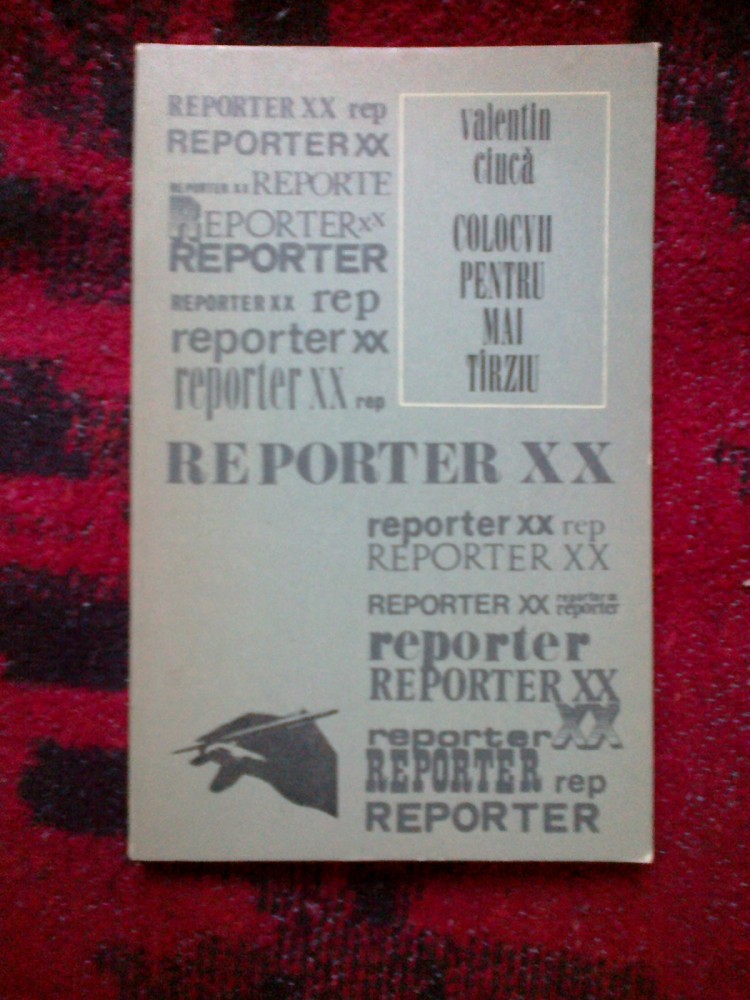 REPORTER XX rep
REPORTER XX
REPORTER XX REPORTE
REPORTER XX
REPORTER
REPORTER XX rep
reporter XX
reporter XX rep
valentin
ciucă
COLOCVII
PENTRU
MAI
TÎRZIU
REPORTER XX
reporter XX rep
REPORTER XX
REPORTER XX reporter XX
reporter
reporter
REPORTER XX
reporter XX
REPORTER rep
REPORTER